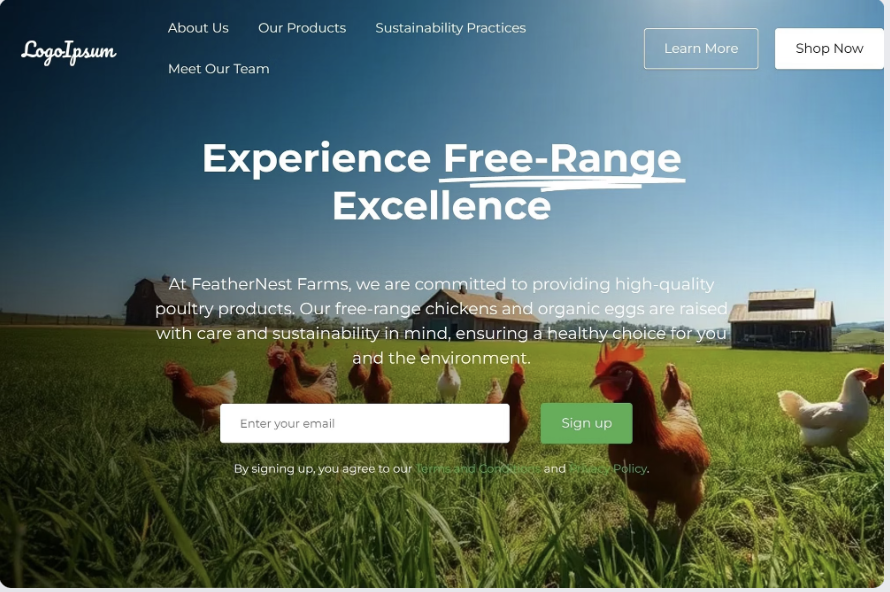 LogoIpsum
About Us Our Products Sustainability Practices
Meet Our Team
Learn More
Shop Now
Experience Free-Range
Excellence
At FeatherNest Farms, we are committed to providing high-quality
poultry products. Our free-range chickens and organic eggs are raised
with care and sustainability in mind, ensuring a healthy choice for you
and the environment.
Enter your email
Sign up
By signing up, you agree to our Terms and Conditions and Privacy Policy.